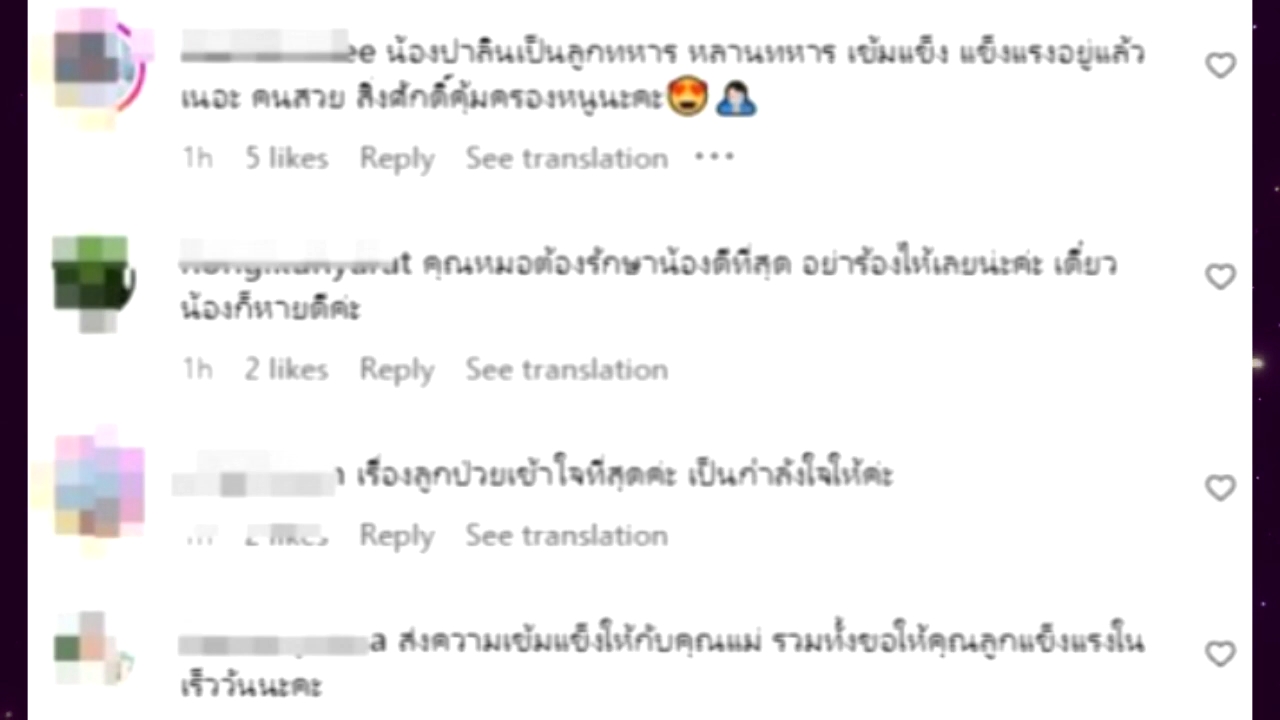 น้องปาลินเป็นลูกทหาร หลานทหาร เข้มแข็ง แข็งแรงอยู่แล้ว
เนอะ คนสวย สิ่งศักดิ์คุ้มครองหนูนะคะ😍🤦🏻
1h 5 likes Reply See translation •••
คุณหมอต้องรักษาน้องดีที่สุด อย่าร้องไห้เลยน่ะค่ะ เดี๋ยว
น้องก็หายดีค่ะ
1h 2 likes Reply See translation
เรื่องลูกป่วยเข้าใจที่สุดค่ะ เป็นกำลังใจให้ค่ะ
Reply See translation
ส่งความเข้มแข็งให้กับคุณแม่ รวมทั้งขอให้คุณลูกแข็งแรงใน
เร็ววันนะคะ